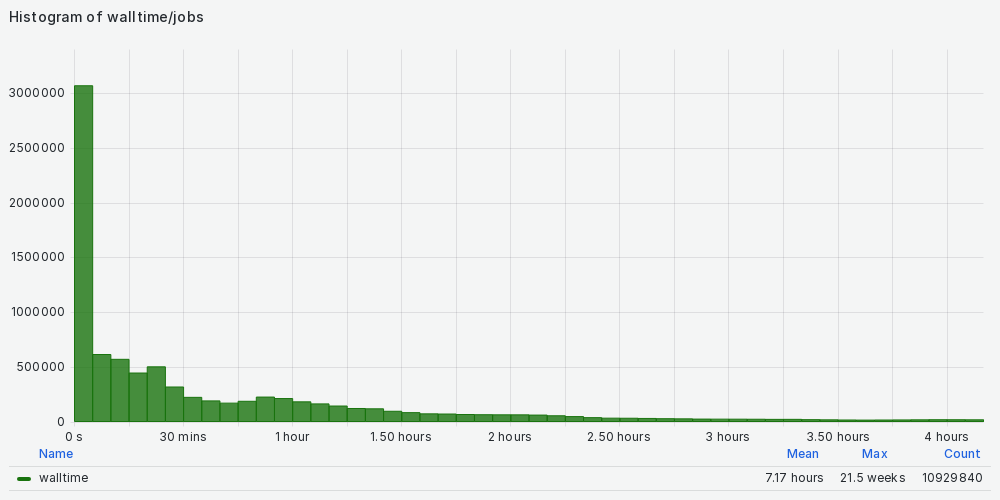 Histogram of walltime/jobs
3000000
2500000
2000000
1500000
1000000
500000
0
0 s 30 mins 1 hour 1.50 hours 2 hours 2.50 hours 3 hours 3.50 hours 4 hours
Name Mean Max Count
walltime 7.17 hours 21.5 weeks 10929840